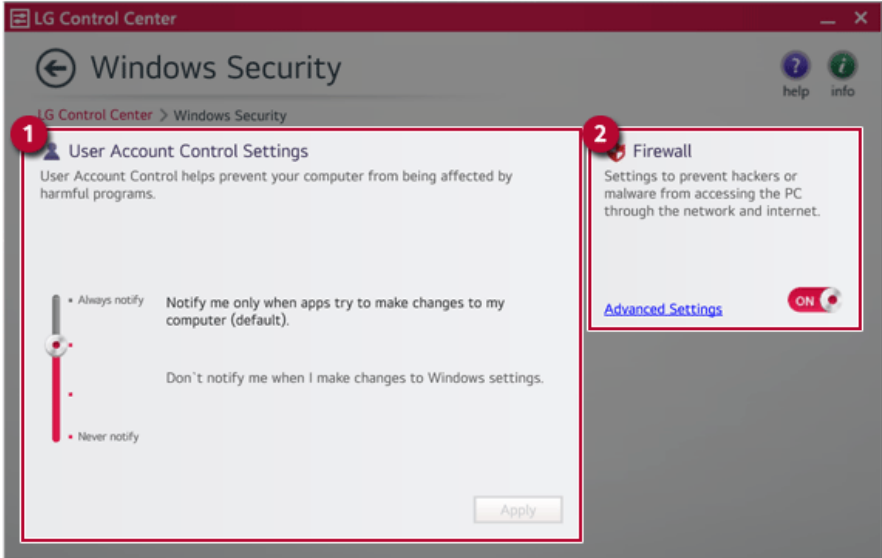 LG Control Center
Windows Security
?
i
help
info
LG Control Center > Windows Security
1
User Account Control Settings
User Account Control helps prevent your computer from being affected by
harmful programs.
Always notify
Notify me only when apps try to make changes to my
computer (default).
Don`t notify me when I make changes to Windows settings.
Never notify
Apply
2
Firewall
Settings to prevent hackers or
malware from accessing the PC
through the network and internet.
Advanced Settings
ON